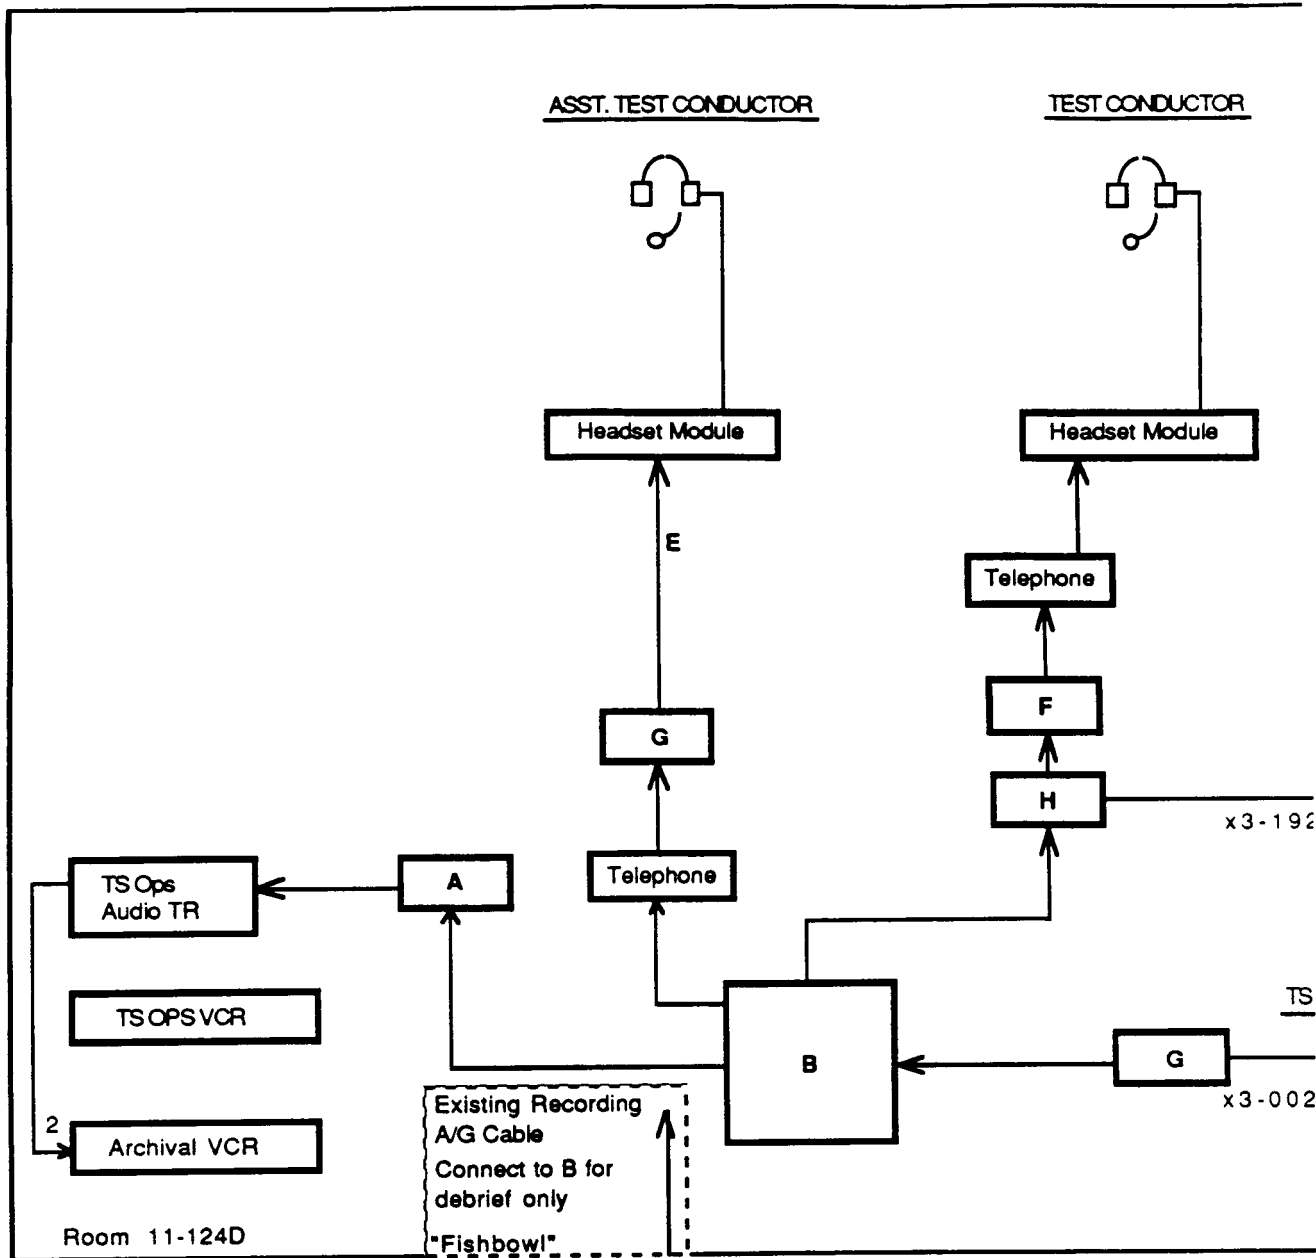 ASST. TEST CONDUCTOR
TEST CONDUCTOR
Headset Module
Headset Module
E
Telephone
F
G
H
x3-192
TS Ops
Audio TR
A
Telephone
TS OPS VCR
TS
B
G
x3-002
2
Archival VCR
Existing Recording
A/G Cable
Connect to B for
debrief only
"Fishbowl"
Room 11-124D